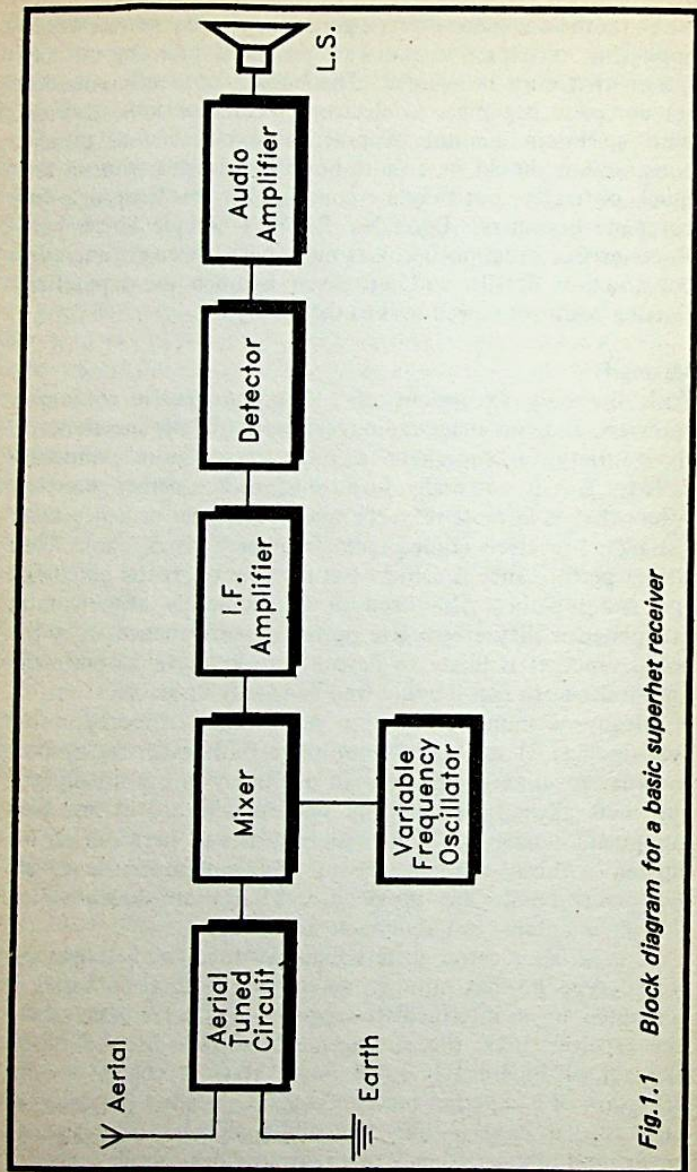 Aerial
Earth
Aerial
Tuned
Circuit
Mixer
Variable
Frequency
Oscillator
I.F.
Amplifier
Detector
Audio
Amplifier
L.S.
Fig.1.1 Block diagram for a basic superhet receiver